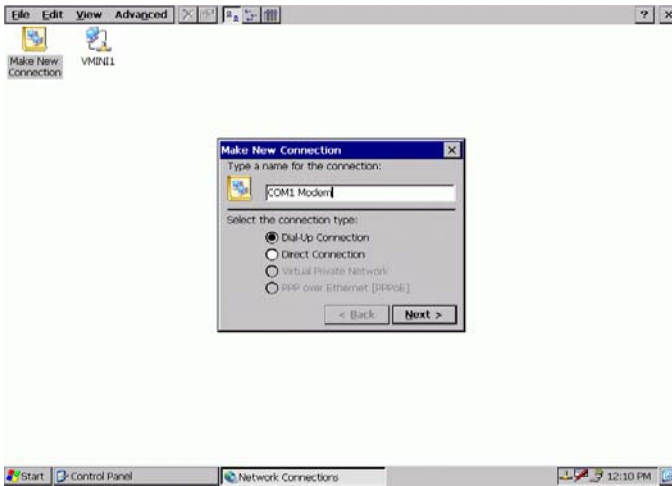 File Edit View Advanced ?
Make New
Connection
VMINI1
Make New Connection
Type a name for the connection:
COM1 Modem
Select the connection type:
Dial-Up Connection
Direct Connection
Virtual Private Network
PPP over Ethernet [PPPoE]
< Back Next >
Start Control Panel Network Connections 12:10 PM